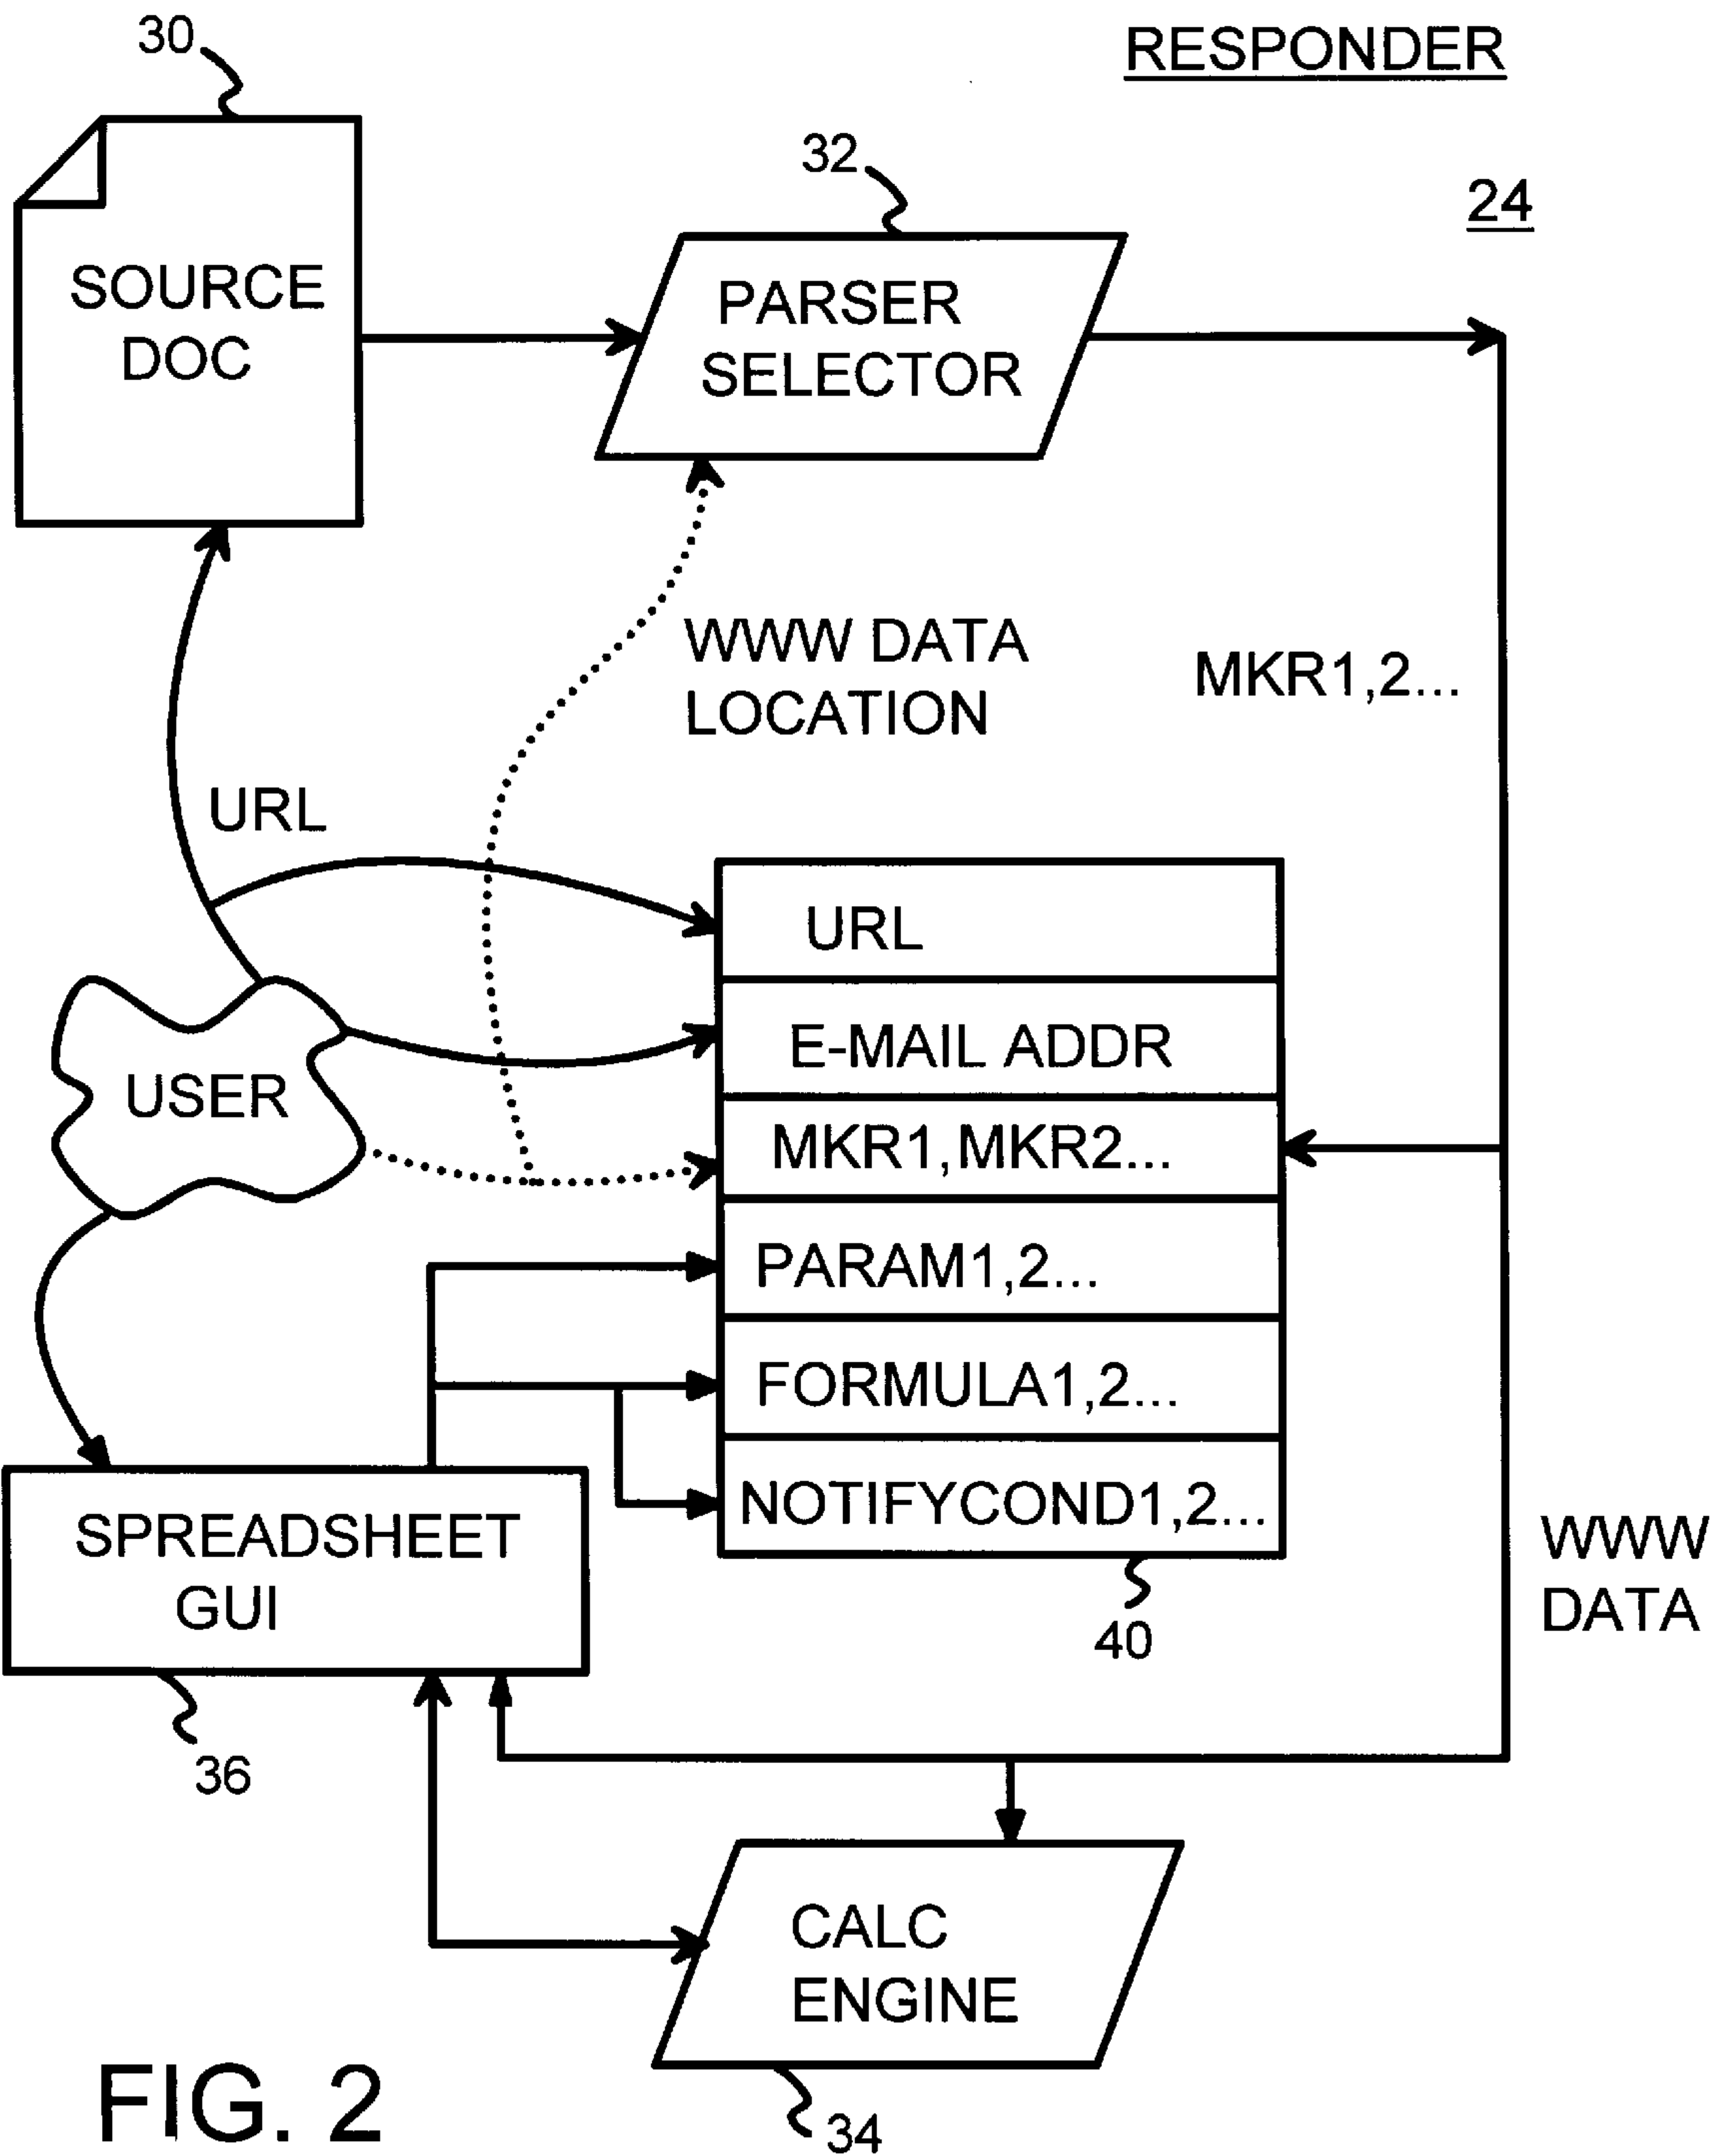 30
RESPONDER
32
24
SOURCE
DOC
PARSER
SELECTOR
WWW DATA
LOCATION
MKR1,2...
URL
URL
E-MAIL ADDR
USER
MKR1,MKR2...
PARAM1,2...
FORMULA1,2...
NOTIFYCOND1,2...
SPREADSHEET
GUI
WWW
DATA
40
36
CALC
ENGINE
34
FIG. 2